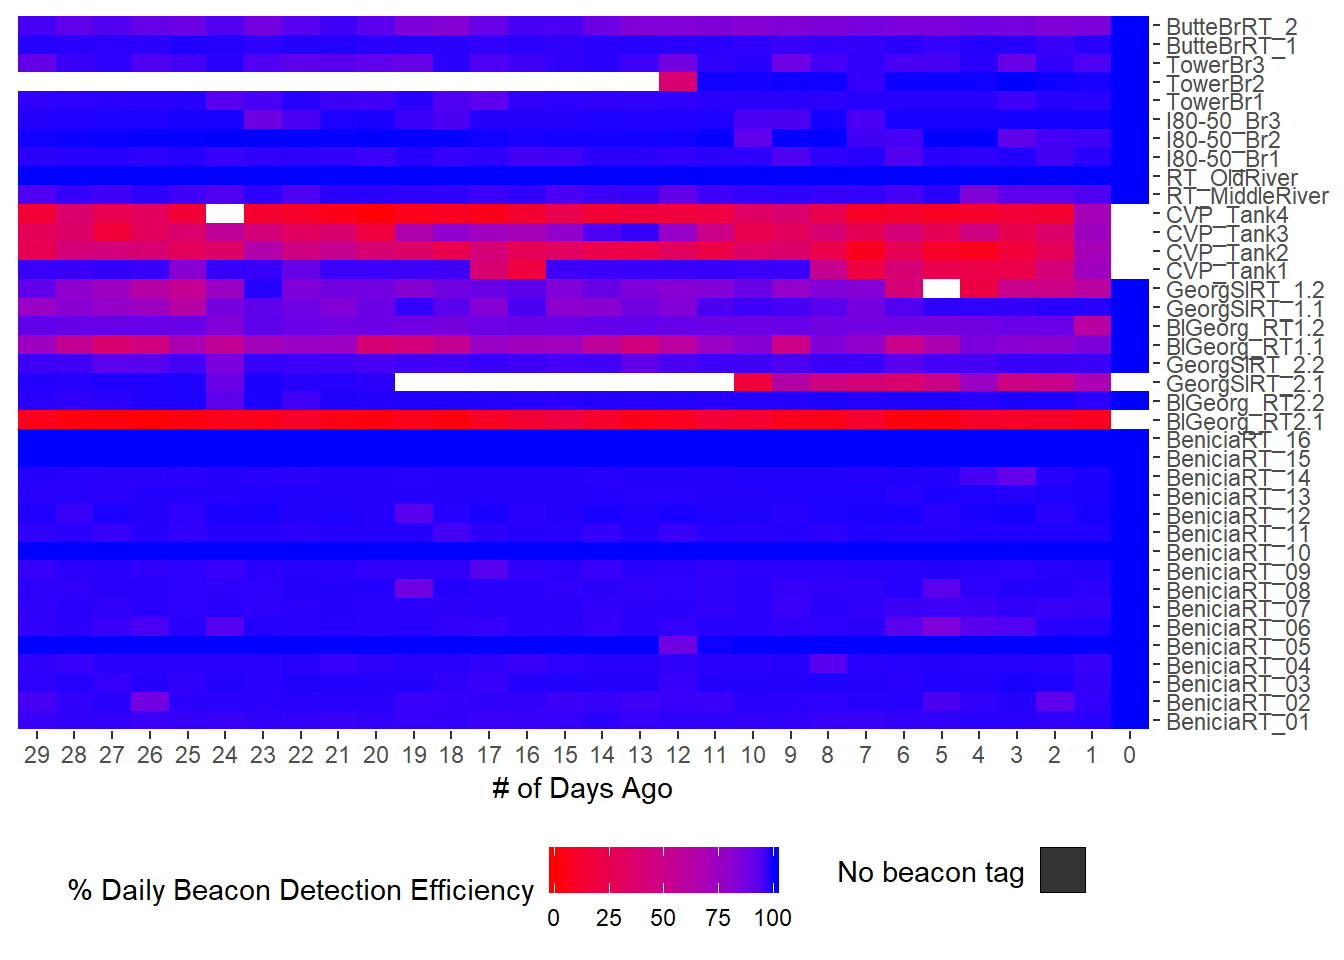 ButteBrRT_2
ButteBrRT_1
TowerBr3
TowerBr2
TowerBr1
I80-50_Br3
I80-50_Br2
I80-50_Br1
RT_OldRiver
RT_MiddleRiver
CVP_Tank4
CVP_Tank3
CVP_Tank2
CVP_Tank1
GeorgSlRT_1.2
GeorgSlRT_1.1
BlGeorg_RT1.2
BlGeorg_RT1.1
GeorgSlRT_2.2
GeorgSlRT_2.1
BlGeorg_RT2.2
BlGeorg_RT2.1
BeniciaRT_16
BeniciaRT_15
BeniciaRT_14
BeniciaRT_13
BeniciaRT_12
BeniciaRT_11
BeniciaRT_10
BeniciaRT_09
BeniciaRT_08
BeniciaRT_07
BeniciaRT_06
BeniciaRT_05
BeniciaRT_04
BeniciaRT_03
BeniciaRT_02
BeniciaRT_01
29 28 27 26 25 24 23 22 21 20 19 18 17 16 15 14 13 12 11 10 9 8 7 6 5 4 3 2 1 0
# of Days Ago
% Daily Beacon Detection Efficiency
0 25 50 75 100
No beacon tag